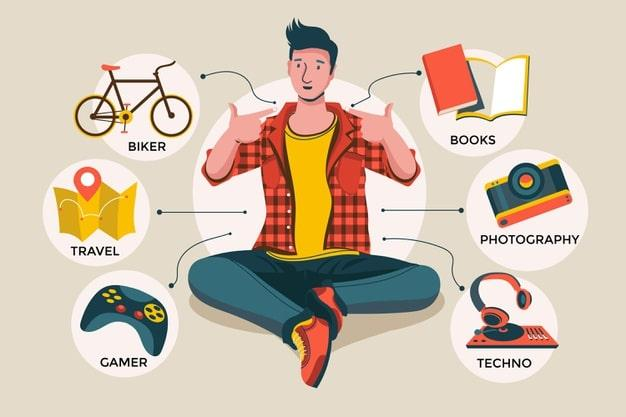 BIKER
BOOKS
TRAVEL
PHOTOGRAPHY
GAMER
TECHNO